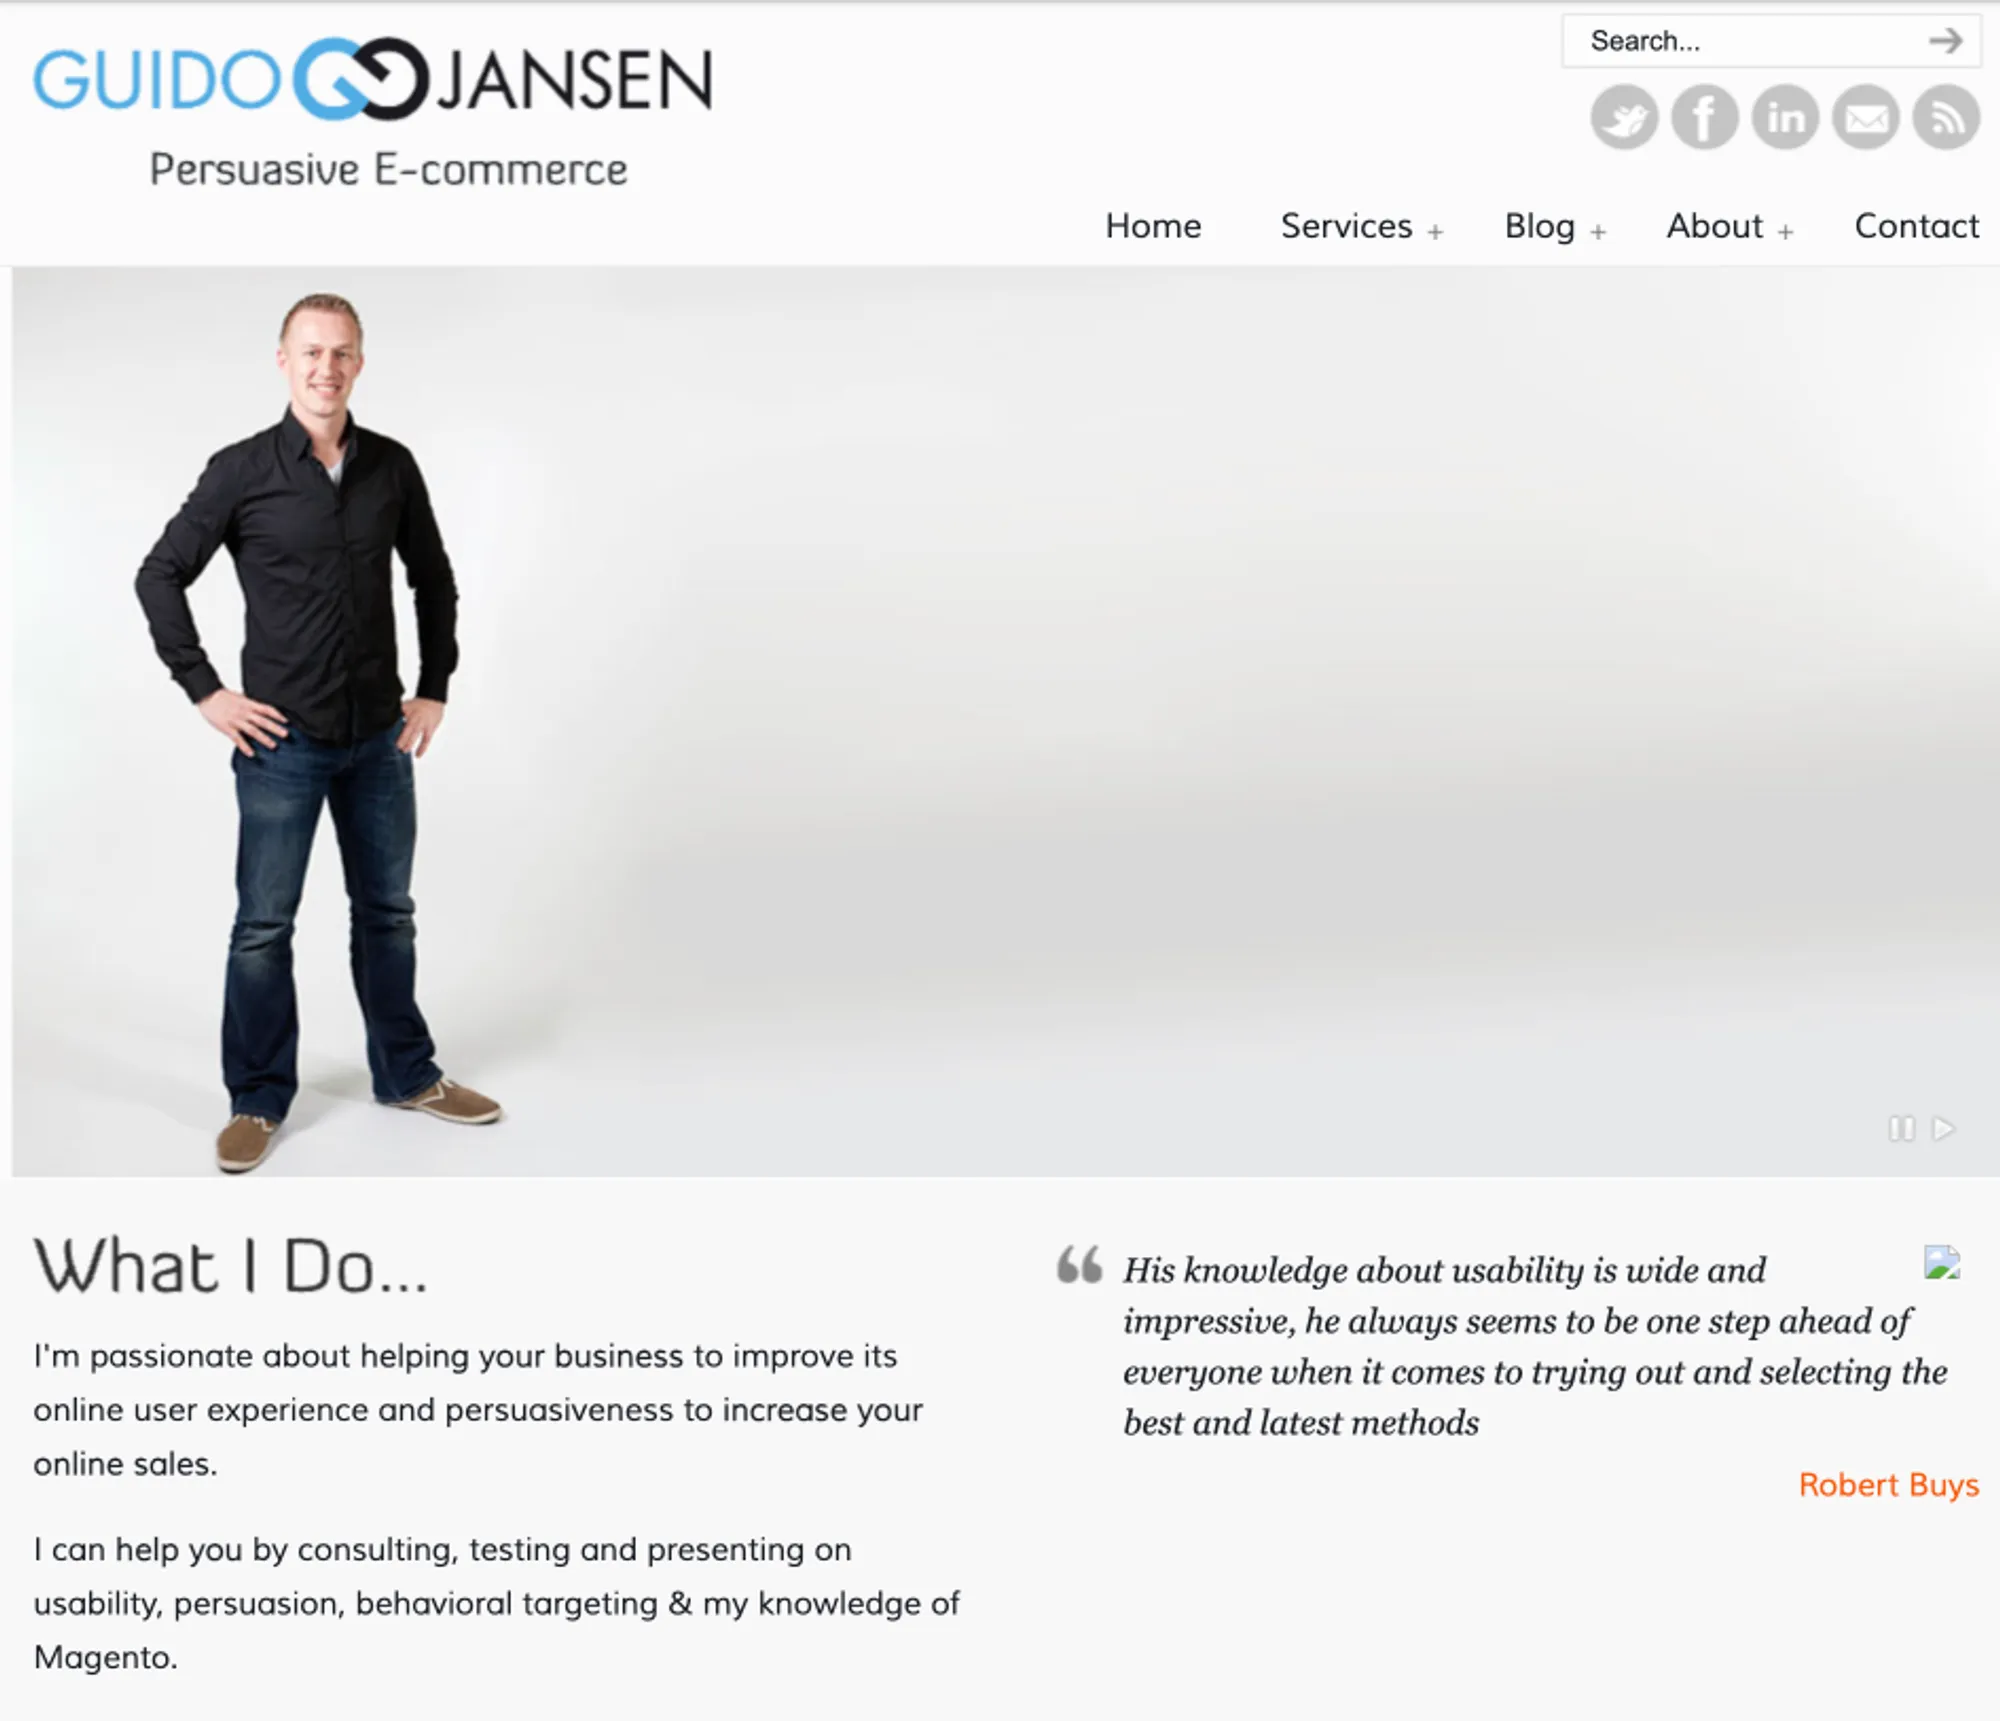 GUIDO JANSEN
Persuasive E-commerce
Search...
Home Services + Blog + About + Contact
What I Do...
I'm passionate about helping your business to improve its
online user experience and persuasiveness to increase your
online sales.
I can help you by consulting, testing and presenting on
usability, persuasion, behavioral targeting & my knowledge of
Magento.
“ His knowledge about usability is wide and
impressive, he always seems to be one step ahead of
everyone when it comes to trying out and selecting the
best and latest methods
Robert Buys